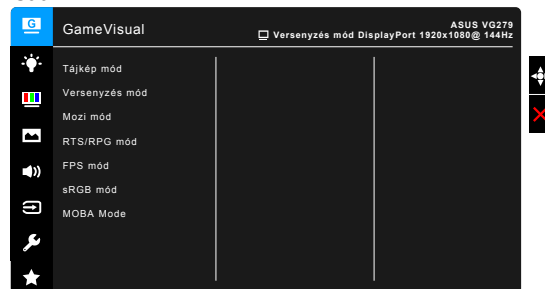 G
GameVisual
ASUS VG279
Versenyzés mód DisplayPort 1920x1080@ 144Hz
Tájkép mód
Versenyzés mód
Mozi mód
RTS/RPG mód
FPS mód
sRGB mód
MOBA Mode